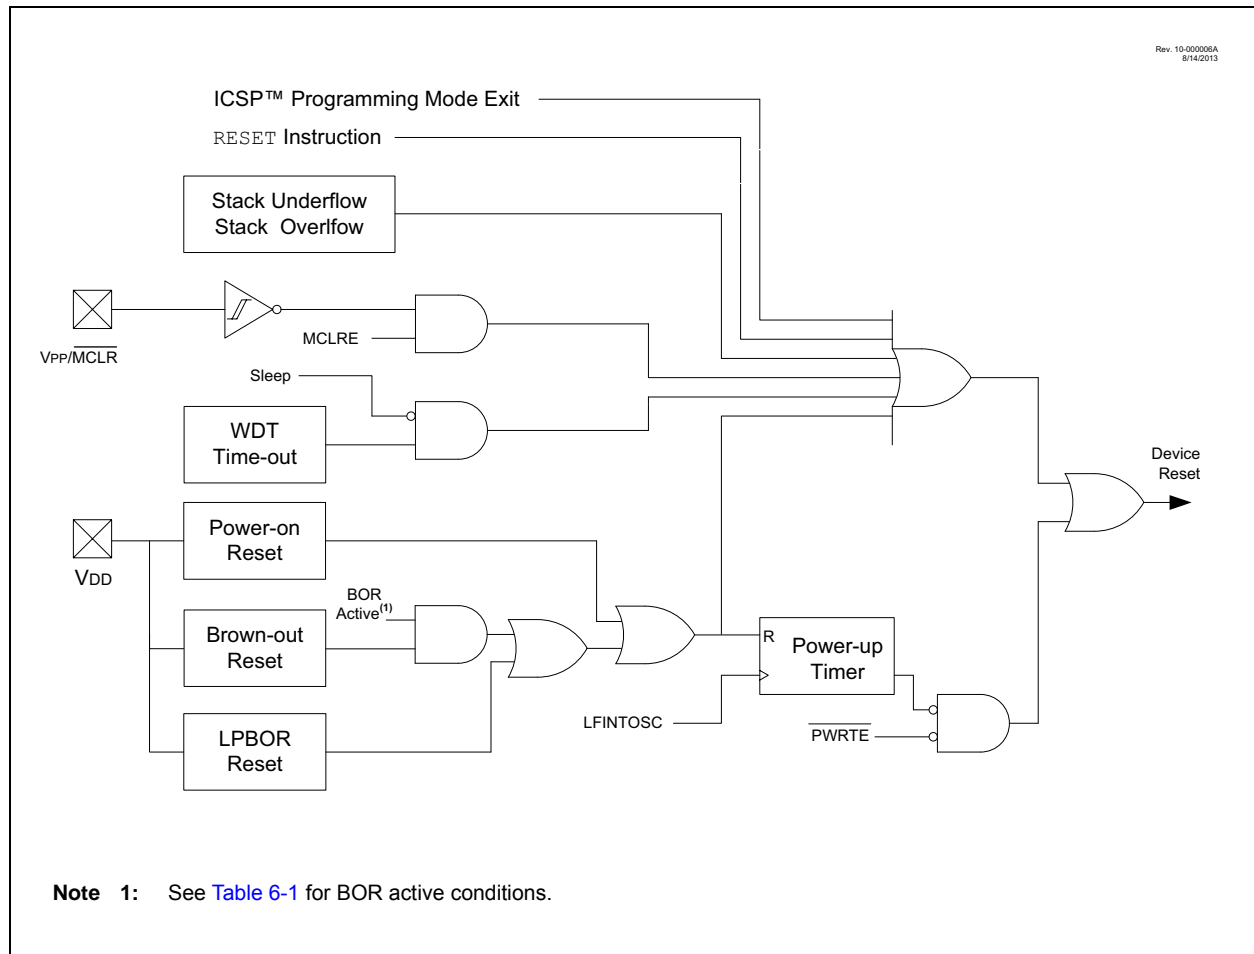 Rev. 10-000006A
8/14/2013
ICSP™ Programming Mode Exit
RESET Instruction
Stack Underflow
Stack Overlfow
VPP/MCLR
MCLRE
Sleep
WDT
Time-out
Device
Reset
Power-on
Reset
VDD
BOR
Active(1)
Brown-out
Reset
R
Power-up
Timer
LFINTOSC
PWRTE
LPBOR
Reset
Note 1: See Table 6-1 for BOR active conditions.